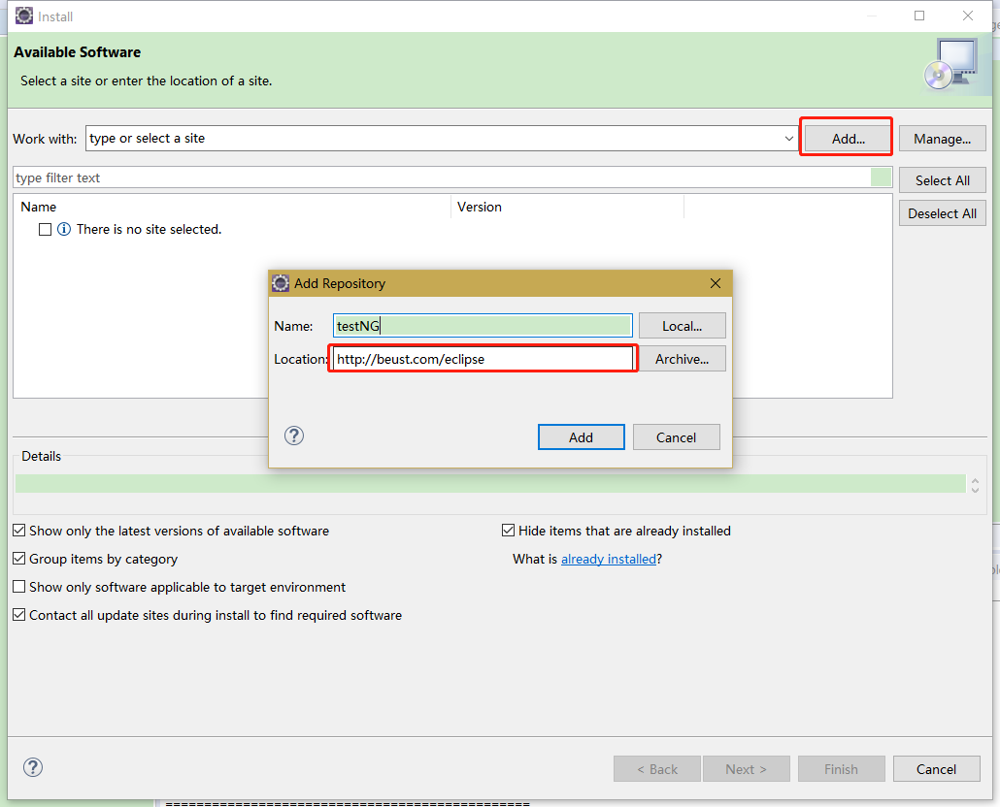 Install
Available Software
Select a site or enter the location of a site.
Work with: type or select a site Add... Manage...
type filter text Select All
Name Version Deselect All
There is no site selected.
Add Repository
Name: testNG Local...
Location: http://beust.com/eclipse Archive...
Add Cancel
Details
Show only the latest versions of available software Hide items that are already installed
Group items by category What is already installed?
Show only software applicable to target environment
Contact all update sites during install to find required software
< Back Next > Finish Cancel